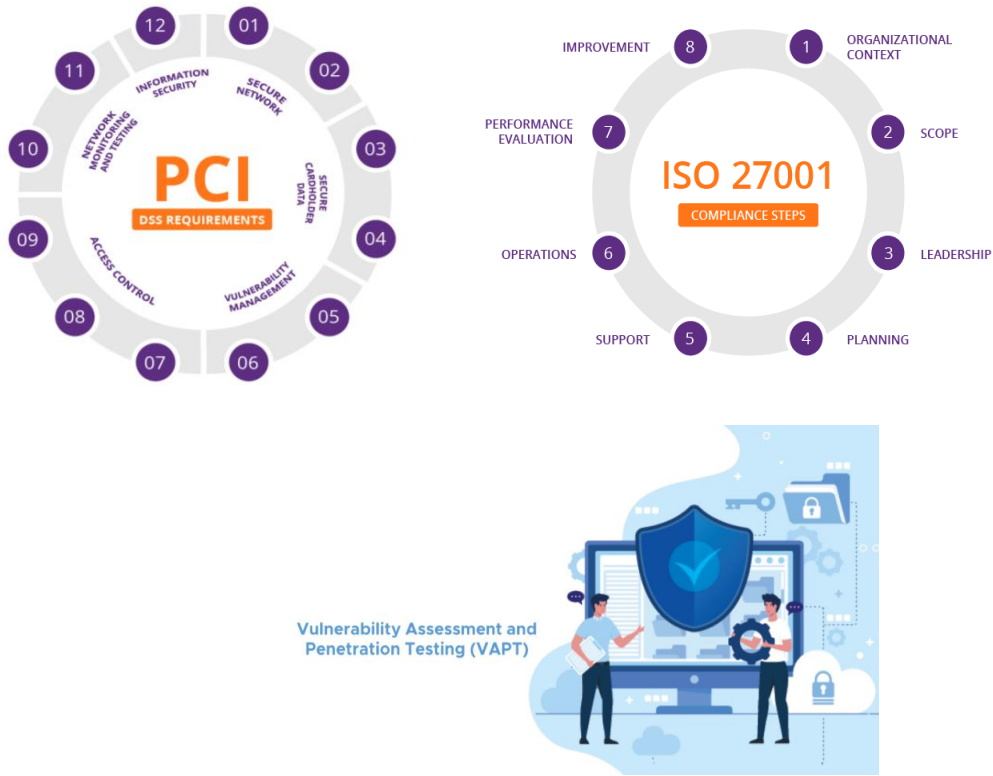 12
01
11
02
INFORMATION
SECURITY
SECURE
NETWORK
NETWORK
MONITORING
AND TESTING
10
03
PCI
DSS REQUIREMENTS
SECURE
CARDHOLDER
DATA
09
04
ACCESS CONTROL
VULNERABILITY
MANAGEMENT
08
05
07
06
IMPROVEMENT
8
1
ORGANIZATIONAL
CONTEXT
PERFORMANCE
EVALUATION
7
2
SCOPE
ISO 27001
COMPLIANCE STEPS
OPERATIONS
6
3
LEADERSHIP
SUPPORT
5
4
PLANNING
Vulnerability Assessment and
Penetration Testing (VAPT)